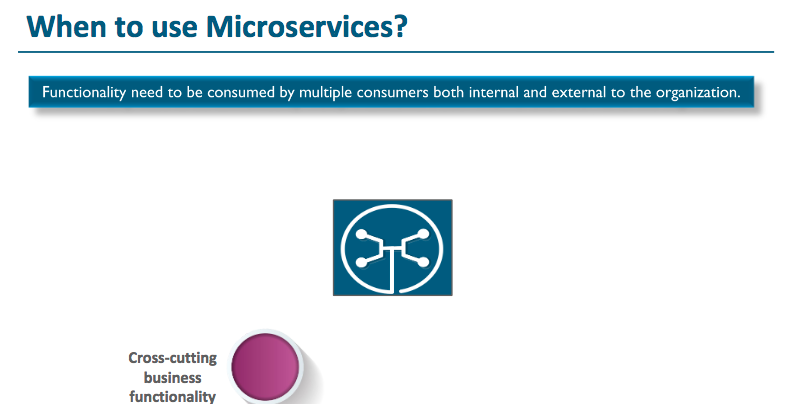 When to use Microservices?
Functionality need to be consumed by multiple consumers both internal and external to the organization.
Cross-cutting
business
functionality